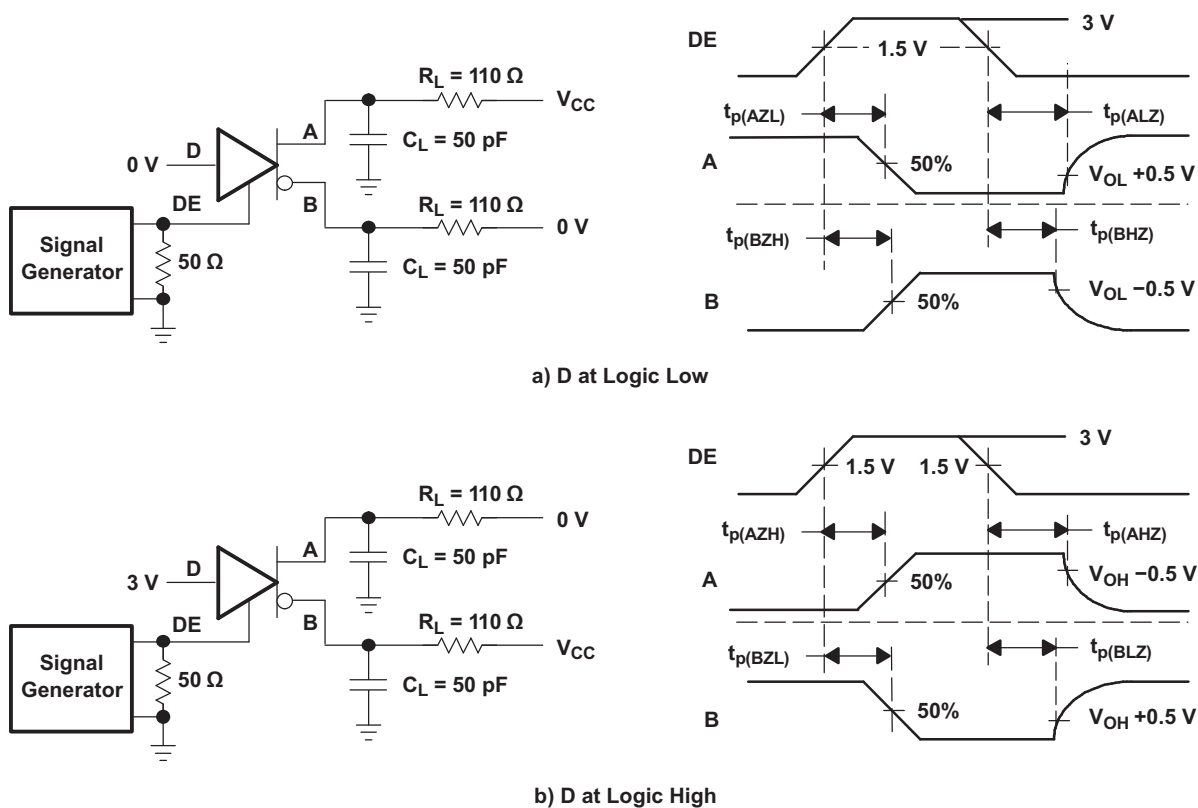 R_L = 110 Ω
V_CC
A
C_L = 50 pF
0 V
D
B
R_L = 110 Ω
0 V
C_L = 50 pF
DE
Signal
Generator
50 Ω
DE
3 V
1.5 V
t_p(AZL)
t_p(ALZ)
A
50%
V_OL +0.5 V
t_p(BZH)
t_p(BHZ)
B
50%
V_OL −0.5 V
a) D at Logic Low
R_L = 110 Ω
0 V
A
C_L = 50 pF
3 V
D
B
R_L = 110 Ω
V_CC
C_L = 50 pF
DE
Signal
Generator
50 Ω
DE
3 V
1.5 V
1.5 V
t_p(AZH)
t_p(AHZ)
A
50%
V_OH −0.5 V
t_p(BZL)
t_p(BLZ)
B
50%
V_OH +0.5 V
b) D at Logic High